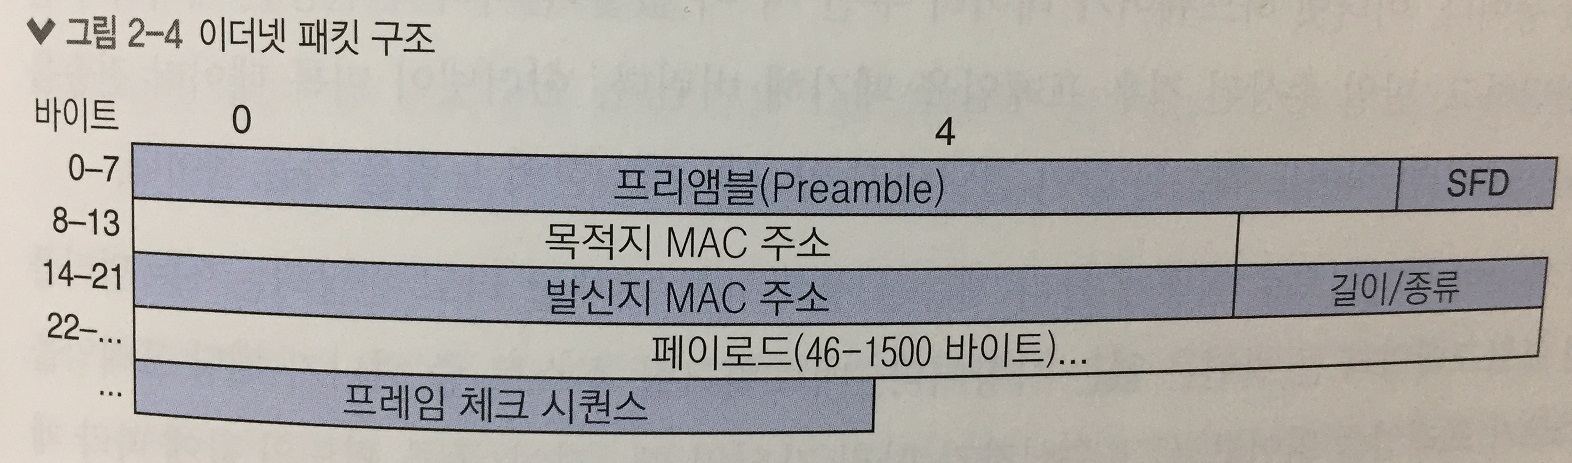 그림 2-4 이더넷 패킷 구조
바이트 0 4
0-7 프리앰블(Preamble) SFD
8-13 목적지 MAC 주소
14-21 발신지 MAC 주소 길이/종류
22-... 페이로드(46-1500 바이트)...
... 프레임 체크 시퀀스